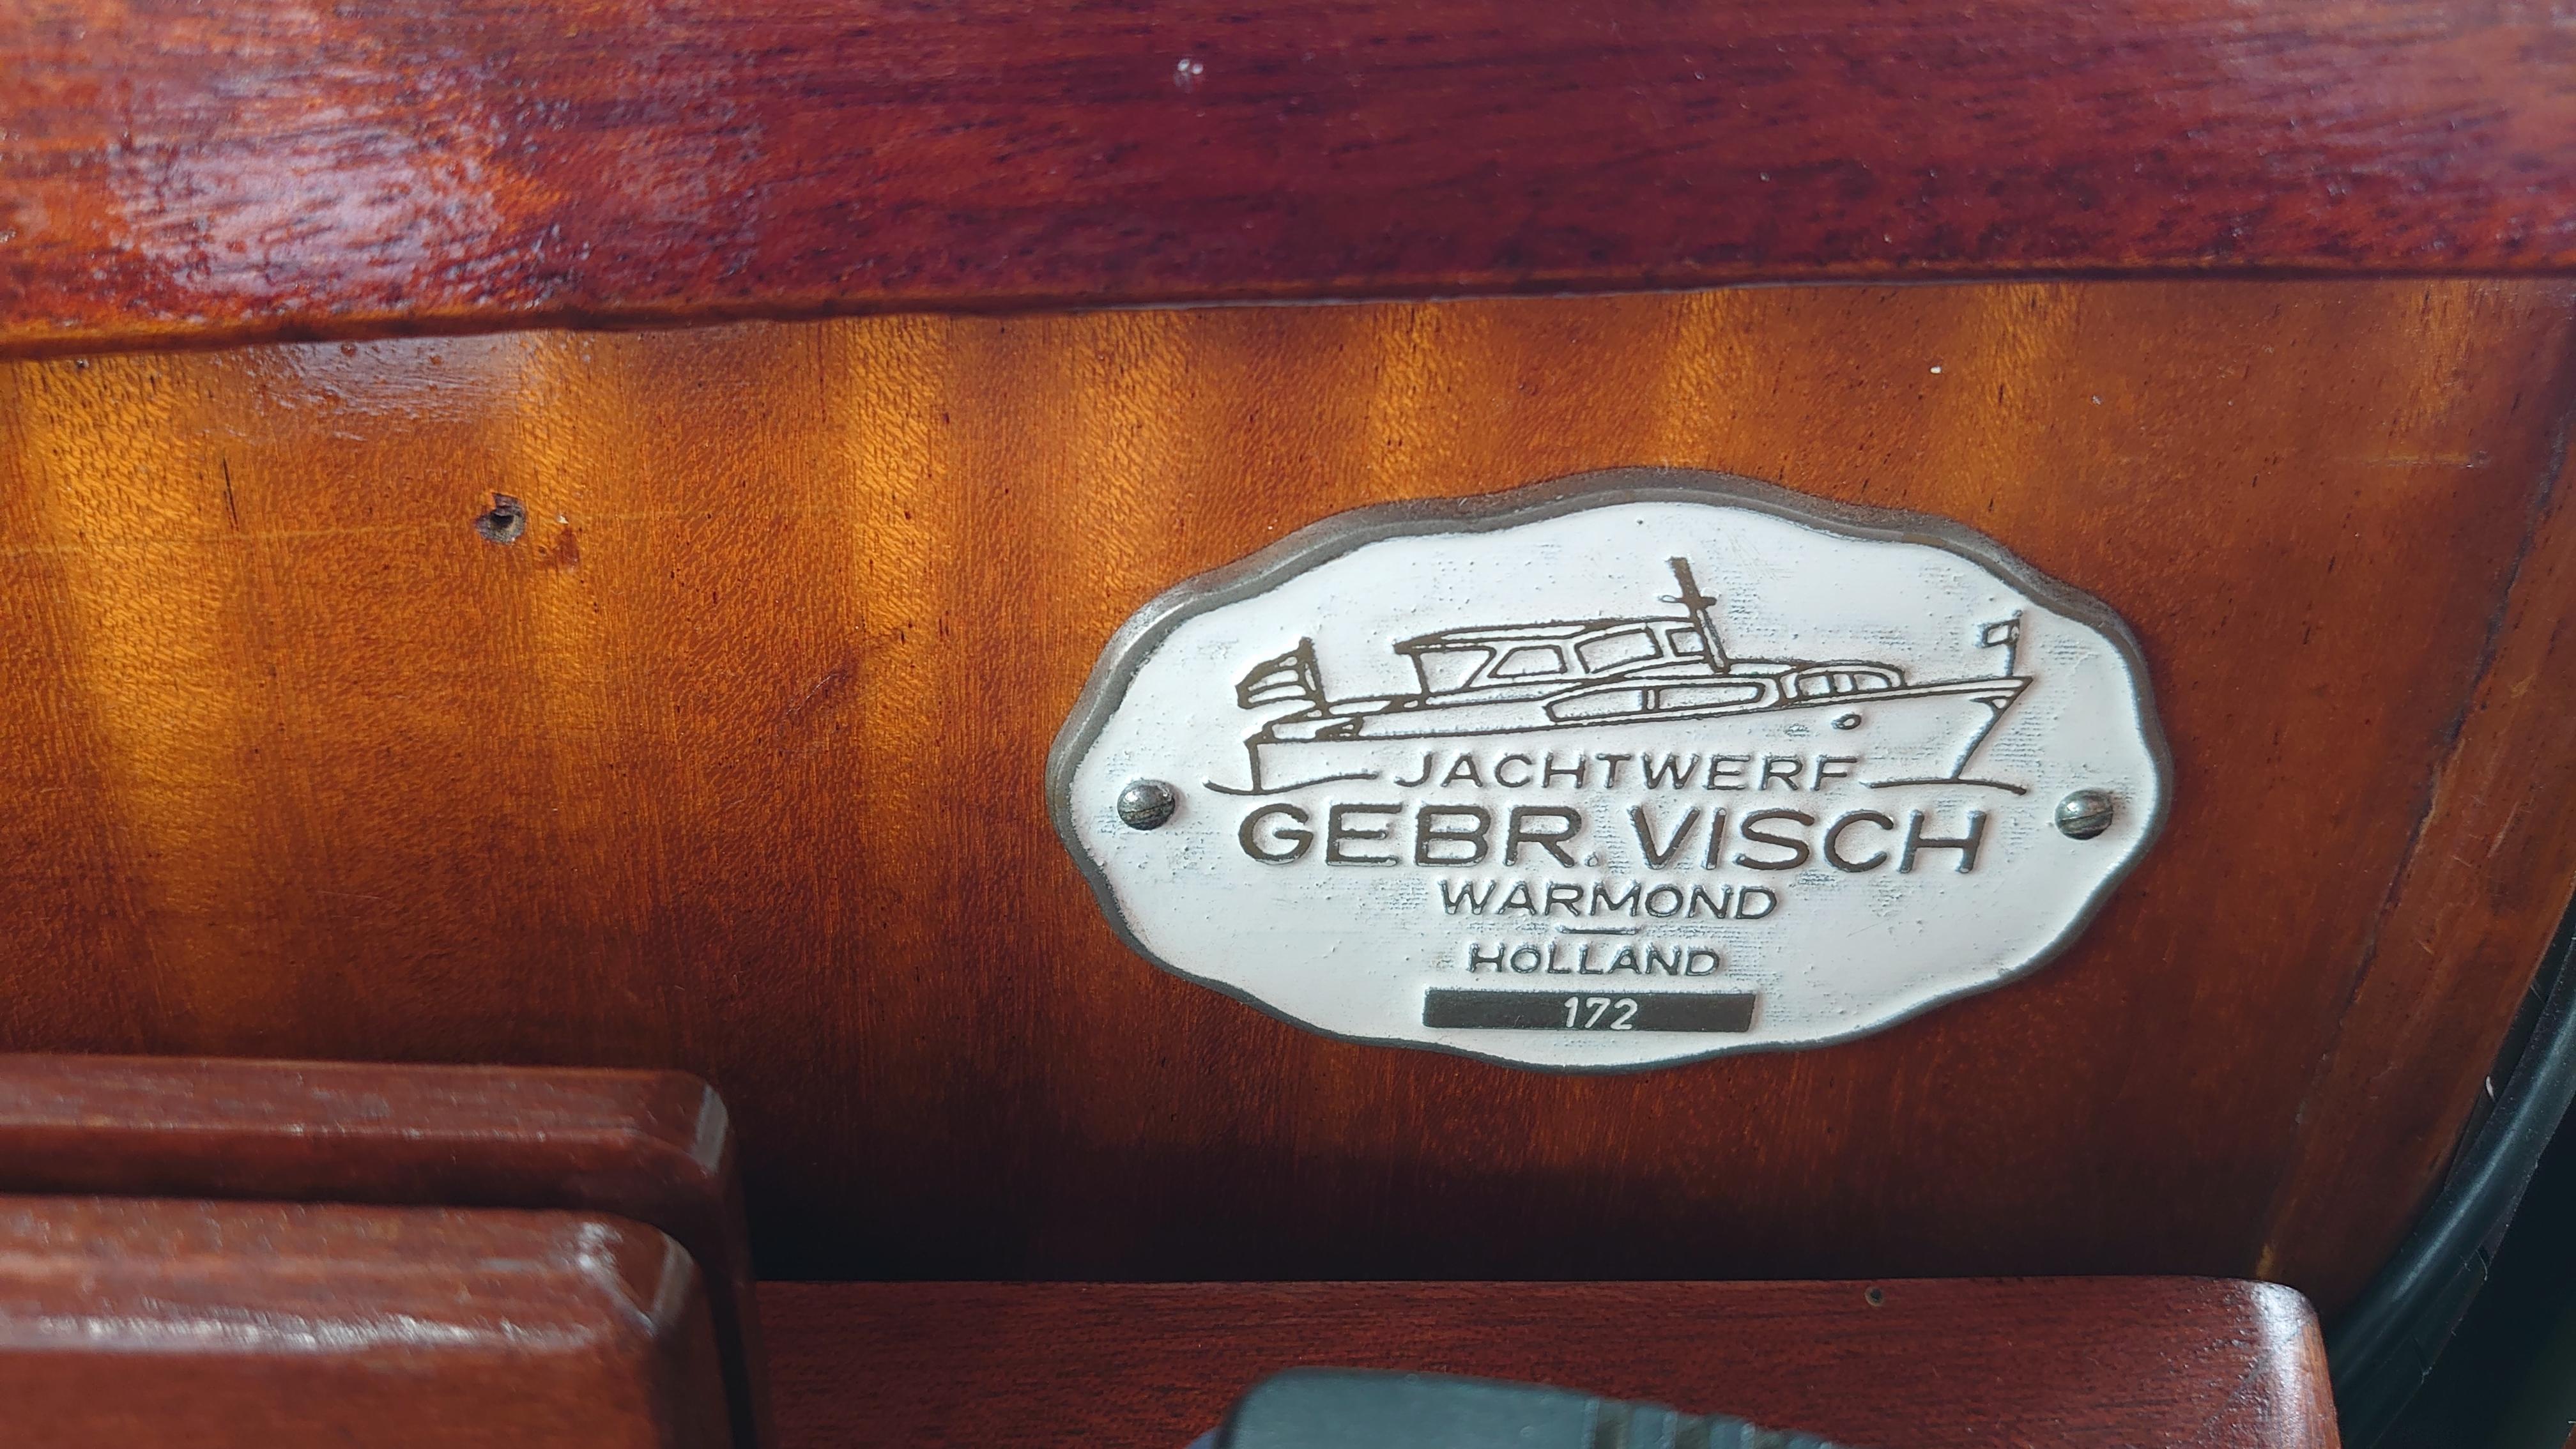 JACHTWERF
GEBR. VISCH
WARMOND
HOLLAND
172